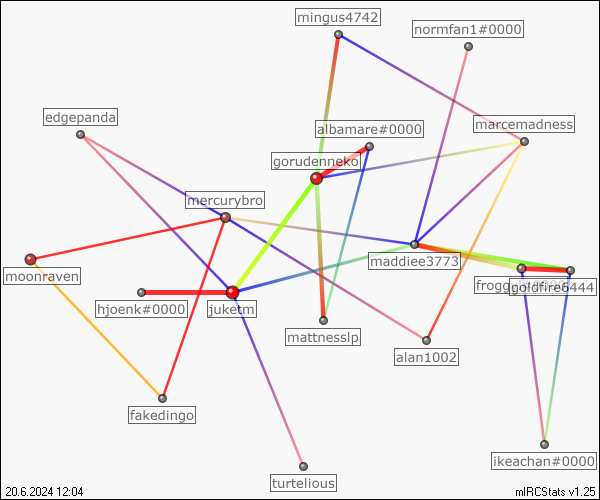 mingus4742
normfan1#0000
edgepanda
albamare#0000
marcemadness
gorudenneko
mercurybro
maddiee3773
moonraven
goldfire6444
hjoenk#0000
juketm
mattnesslp
alan1002
fakedingo
ikeachan#0000
turtelious
20.6.2024 12:04
mIRCStats v1.25